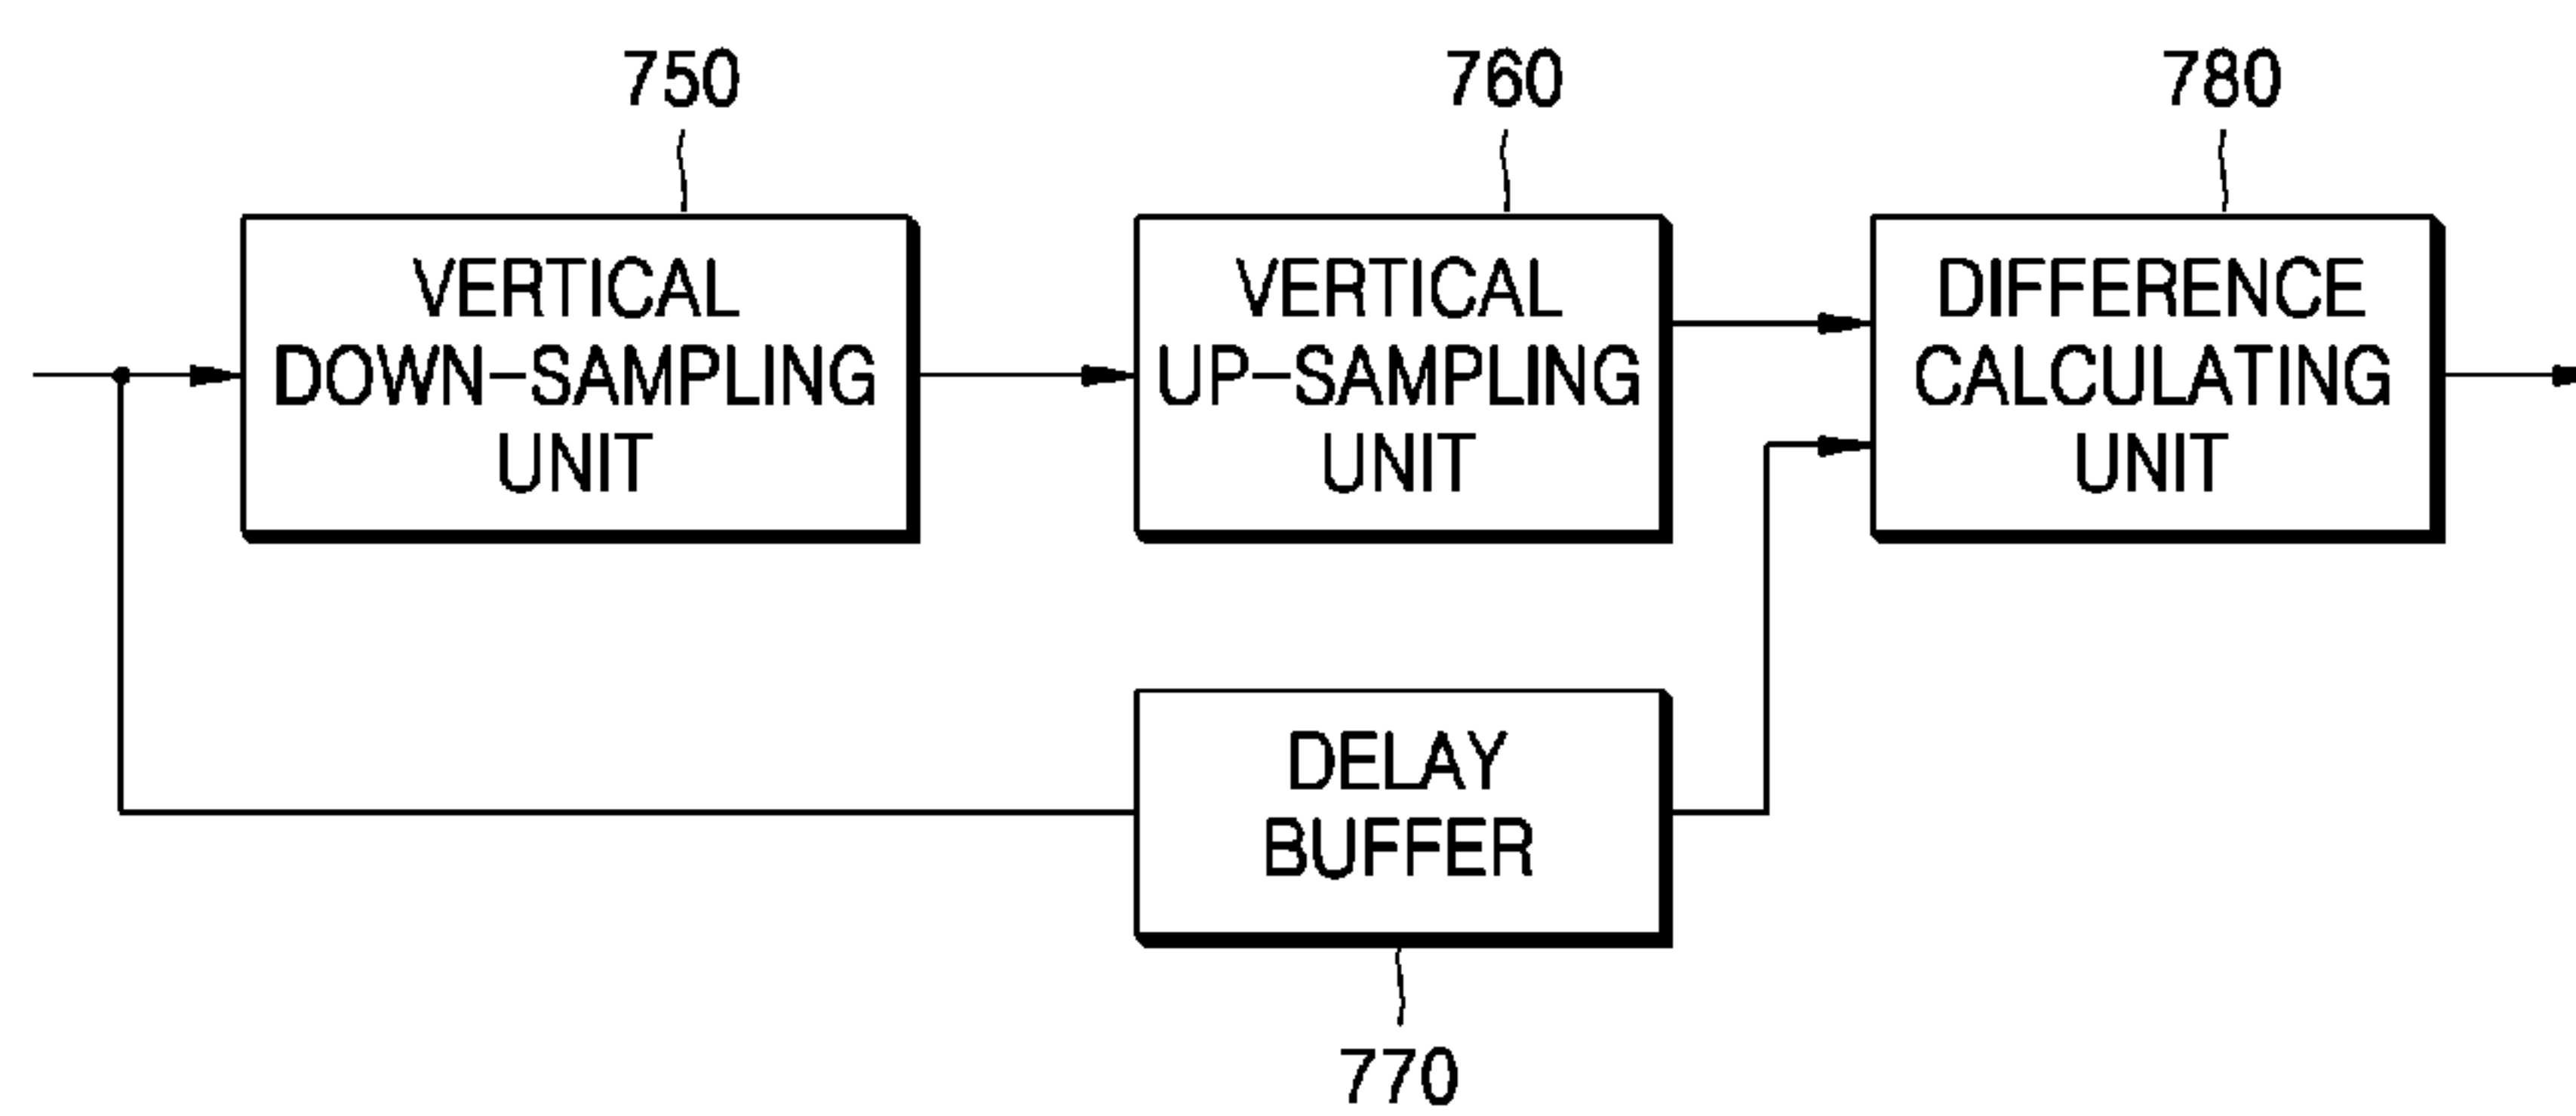 750
760
780
VERTICAL
DOWN-SAMPLING
UNIT
VERTICAL
UP-SAMPLING
UNIT
DIFFERENCE
CALCULATING
UNIT
DELAY
BUFFER
770